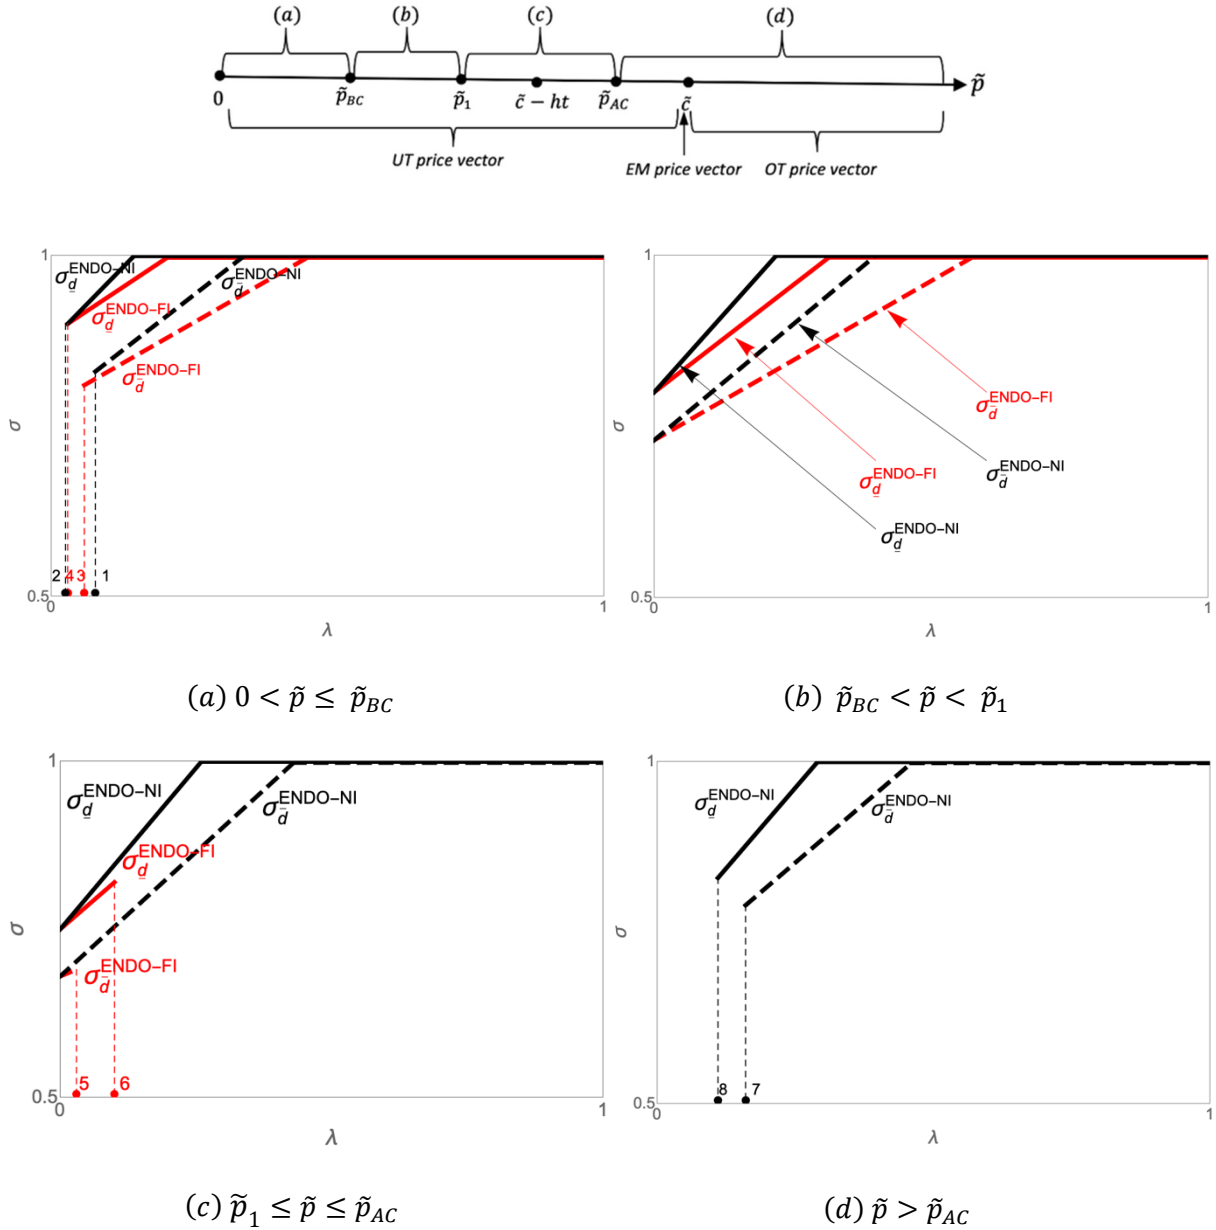 (a) (b) (c) (d)
0 p̃_BC p̃_1 c̃ − ht p̃_AC c̃ p̃
UT price vector EM price vector OT price vector
1 1
σ_d̲^ENDO−NI σ_d̄^ENDO−NI
σ_d̲^ENDO−FI
σ_d̄^ENDO−FI
σ_d̄^ENDO−FI
σ σ
σ_d̲^ENDO−FI σ_d̄^ENDO−NI
σ_d̲^ENDO−NI
2 4 3 1
0.5 0.5
0 1 0 1
λ λ
(a) 0 < p̃ ≤ p̃_BC (b) p̃_BC < p̃ < p̃_1
1 1
σ_d̲^ENDO−NI σ_d̄^ENDO−NI σ_d̲^ENDO−NI σ_d̄^ENDO−NI
σ_d̲^ENDO−FI
σ σ
σ_d̄^ENDO−FI
5 6 8 7
0.5 0.5
0 1 0 1
λ λ
(c) p̃_1 ≤ p̃ ≤ p̃_AC (d) p̃ > p̃_AC